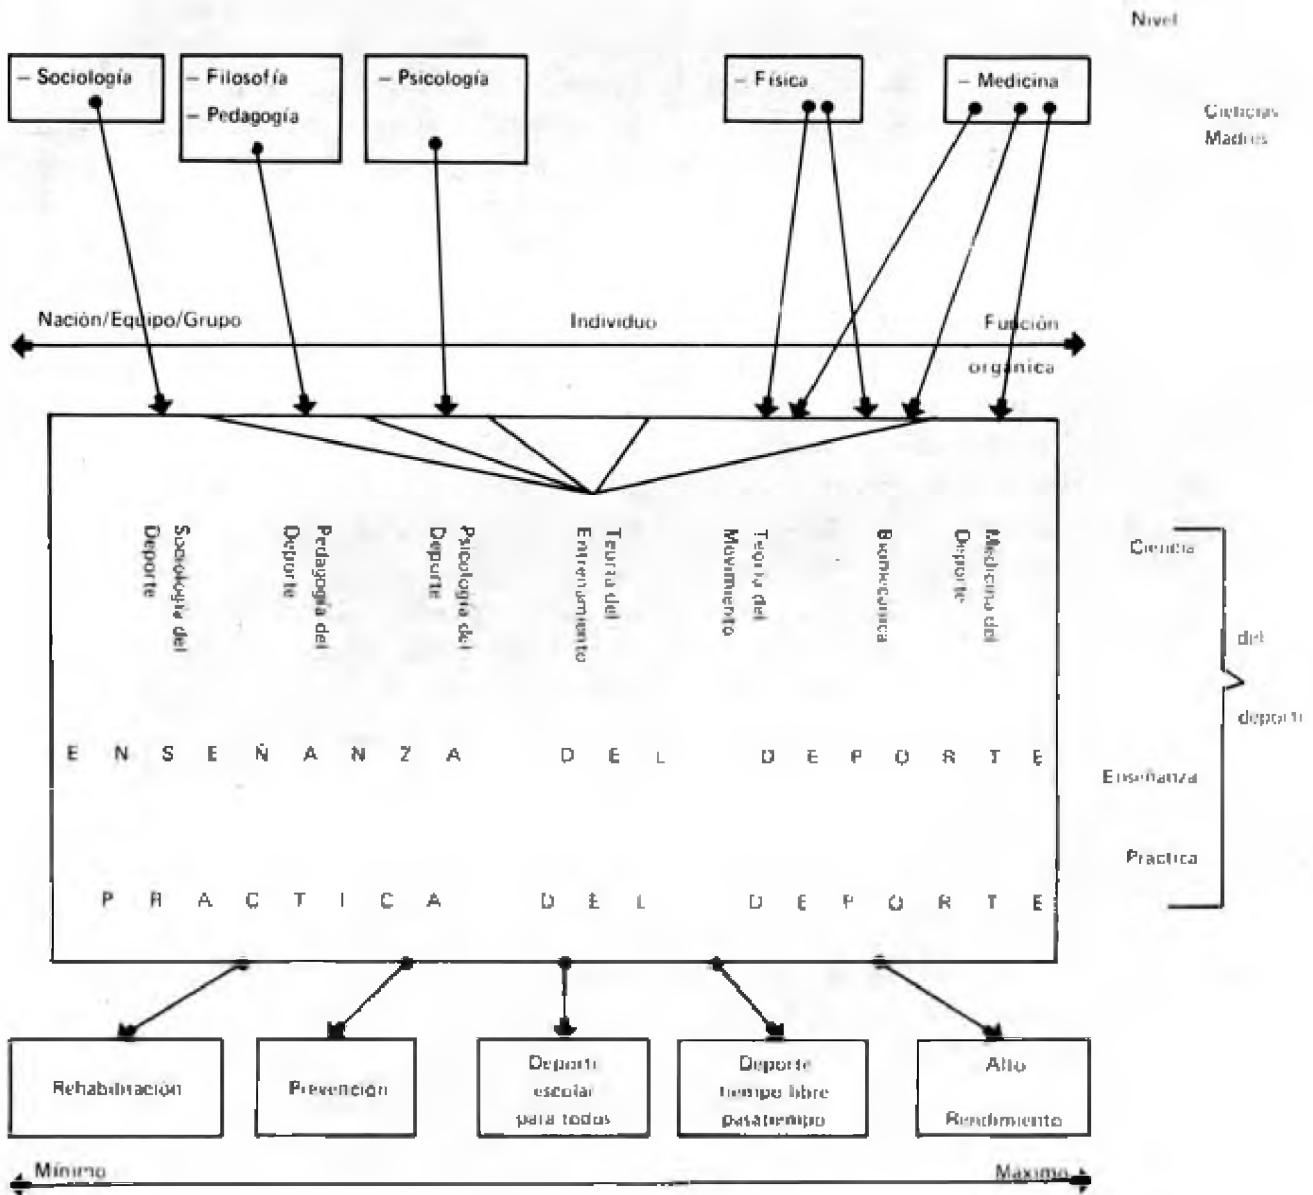 Nivel
– Sociología
– Filosofía
– Pedagogía
– Psicología
– Física
– Medicina
Ciencias
Madres
Nación/Equipo/Grupo
Individuo
Función
orgánica
Sociología del
Deporte
Pedagogía del
Deporte
Psicología del
Deporte
Teoría del
Entrenamiento
Teoría del
Movimiento
Biomecánica
Medicina del
Deporte
Ciencia
del
deporte
E N S E Ñ A N Z A D E L D E P O R T E
Enseñanza
Práctica
P R A C T I C A D E L D E P O R T E
Rehabilitación
Prevención
Deporte
escolar
para todos
Deporte
tiempo libre
pasatiempo
Alto
Rendimiento
Mínimo
Maximo